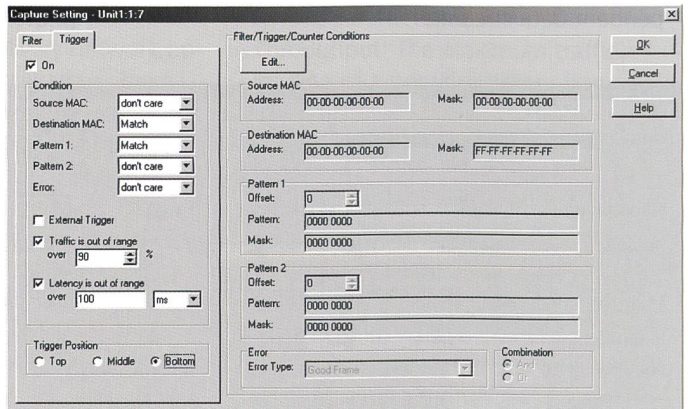 Capture Setting - Unit1:1:7
Filter
Trigger
On
Condition
Source MAC: don't care
Destination MAC: Match
Pattern 1: Match
Pattern 2: don't care
Error: don't care
External Trigger
Traffic is out of range
over 90 %
Latency is out of range
over 100 ms
Trigger Position
Top Middle Bottom
Filter/Trigger/Counter Conditions
Edit...
Source MAC
Address: 00-00-00-00-00-00 Mask: 00-00-00-00-00-00
Destination MAC
Address: 00-00-00-00-00-00 Mask: FF-FF-FF-FF-FF-FF
Pattern 1
Offset: 0
Pattern: 0000 0000
Mask: 0000 0000
Pattern 2
Offset: 0
Pattern: 0000 0000
Mask: 0000 0000
Error
Error Type: Good Frame
Combination
And
Or
OK
Cancel
Help